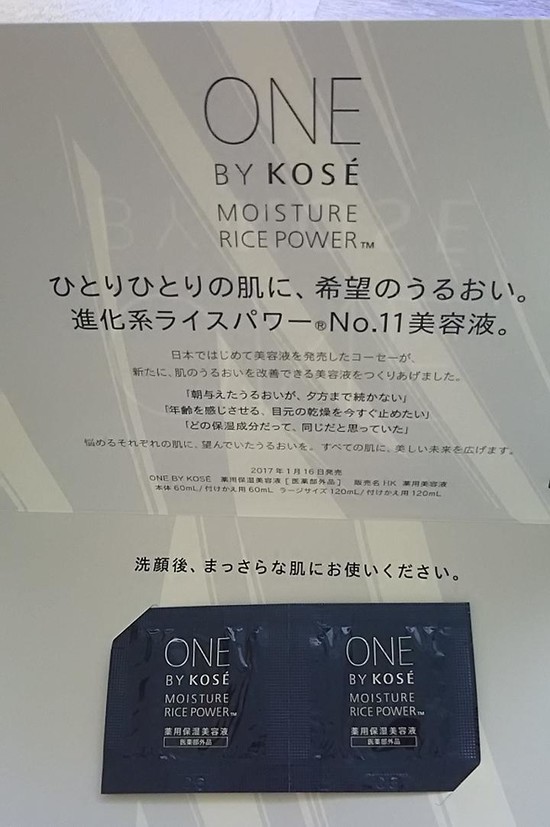 ONE
BY KOSÉ
MOISTURE
RICE POWER™
ひとりひとりの肌に、希望のうるおい。
進化系ライスパワー®No.11美容液。
日本ではじめて美容液を発売したコーセーが、
新たに、肌のうるおいを改善できる美容液をつくりあげました。
「朝与えたうるおいが、夕方まで続かない」
「年齢を感じさせる、目元の乾燥を今すぐ止めたい」
「どの保湿成分だって、同じだと思っていた」
悩めるそれぞれの肌に、望んでいたうるおいを。すべての肌に、美しい未来を広げます。
2017年1月16日発売
ONE BY KOSÉ 薬用保湿美容液[医薬部外品] 販売名HK 薬用美容液
本体 60mL/付けかえ用 60mL ラージサイズ 120mL/付けかえ用 120mL
洗顔後、まっさらな肌にお使いください。
ONE
BY KOSÉ
MOISTURE
RICE POWER™
薬用保湿美容液
医薬部外品
ONE
BY KOSÉ
MOISTURE
RICE POWER™
薬用保湿美容液
医薬部外品